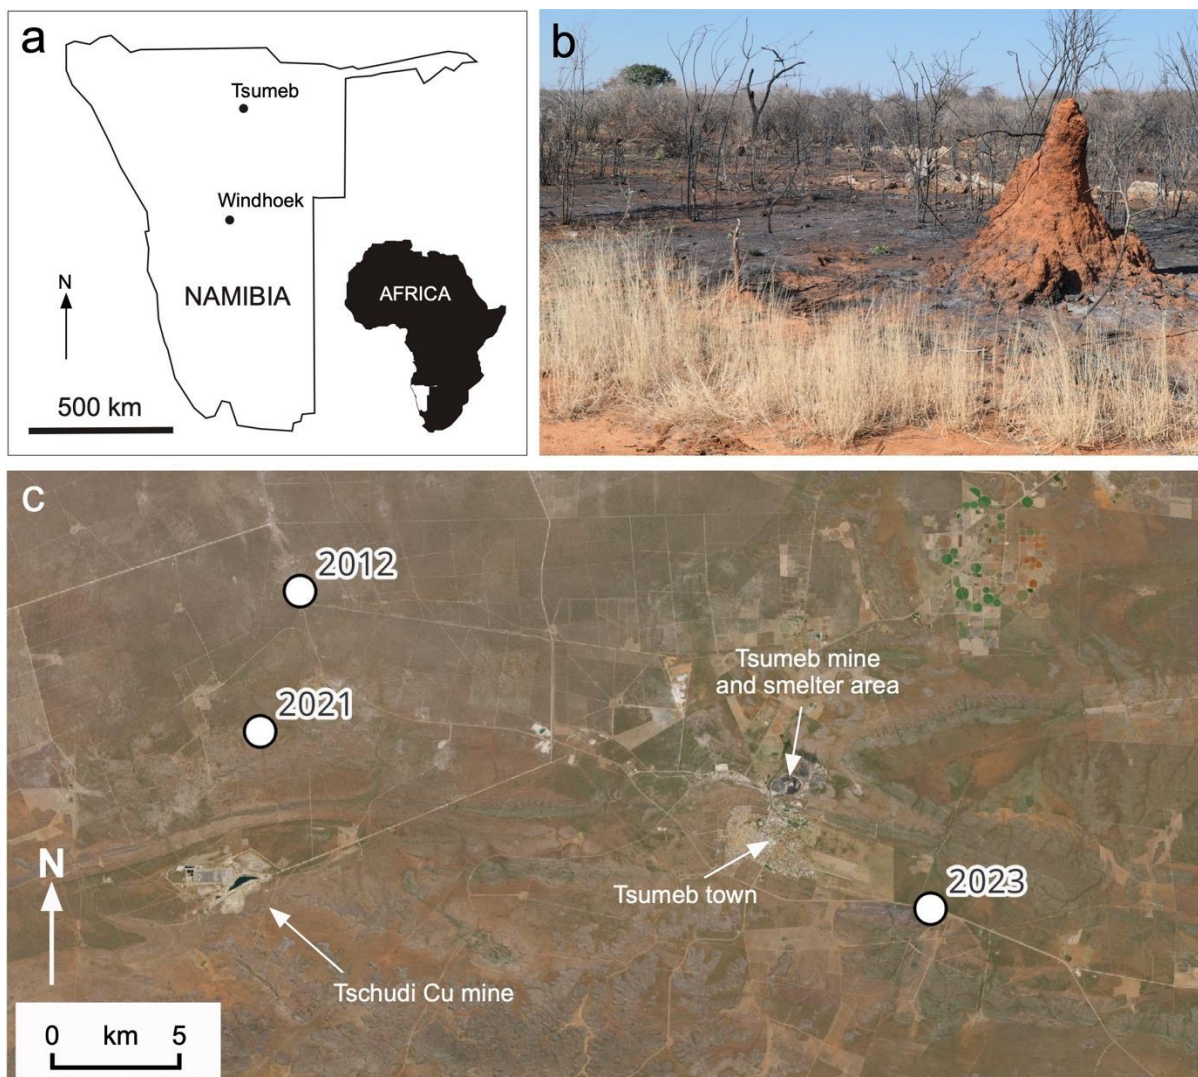 a
Tsumeb
Windhoek
N
NAMIBIA
AFRICA
500 km
b
c
2012
2021
Tsumeb mine
and smelter area
2023
Tsumeb town
N
Tschudi Cu mine
0 km 5